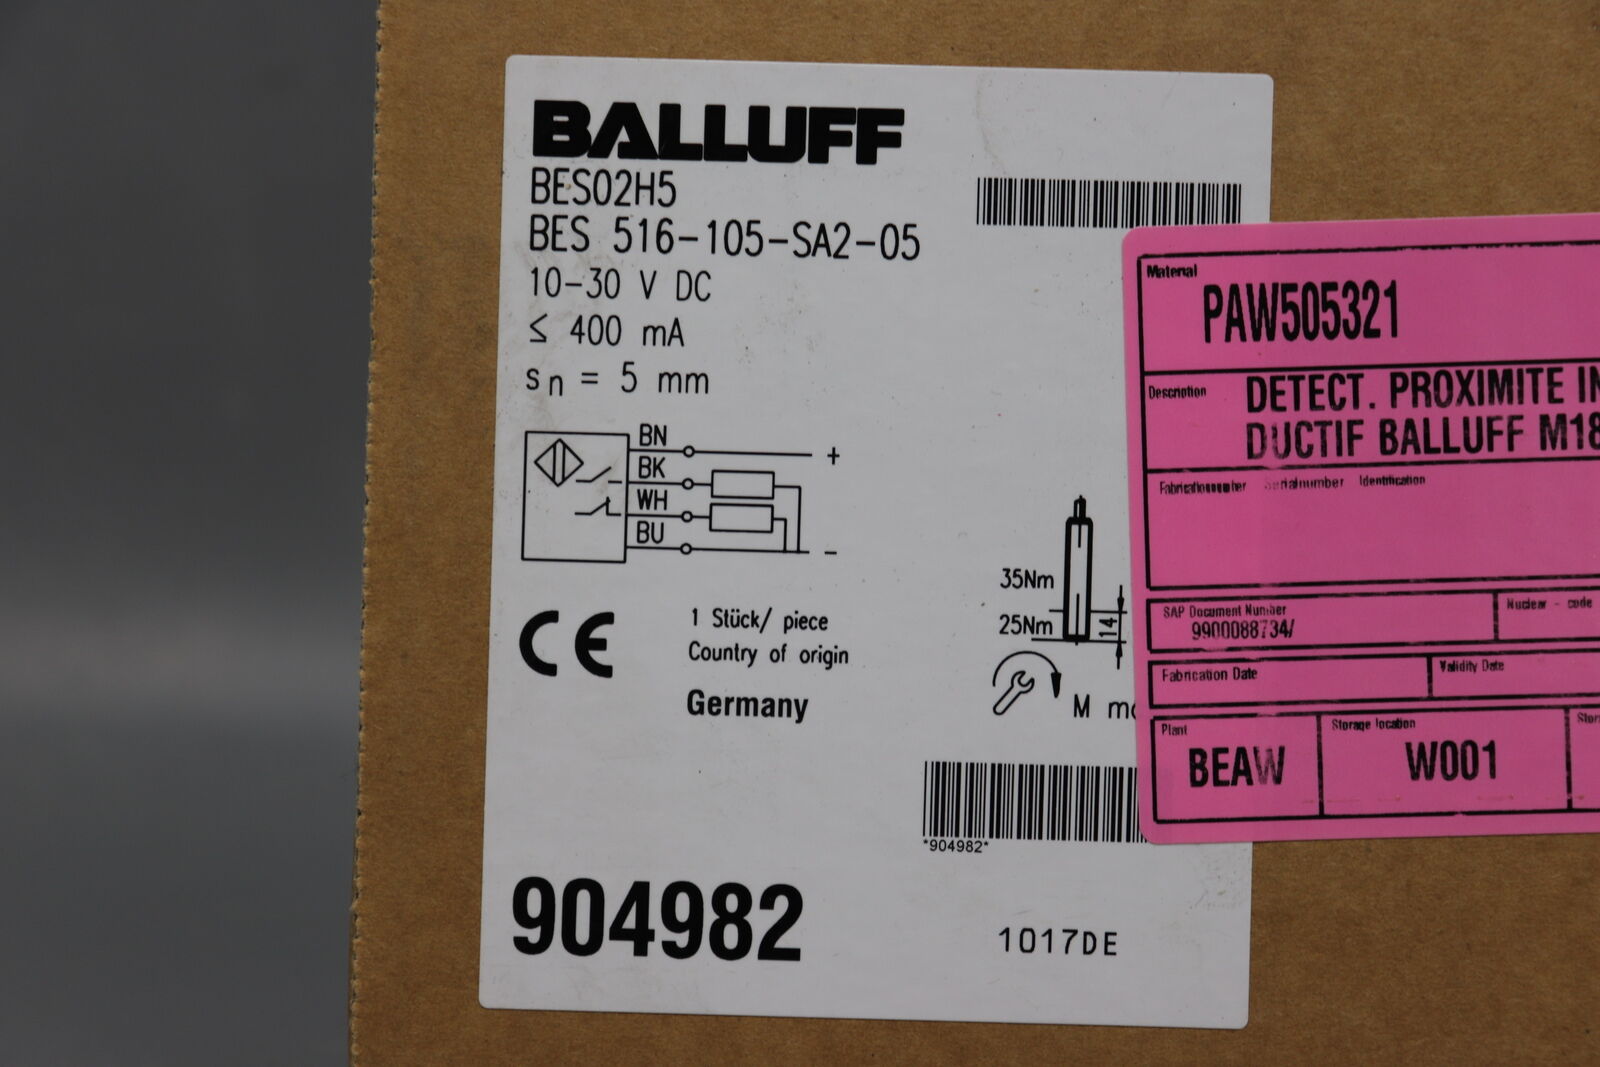 BALLUFF
BES02H5
BES 516-105-SA2-05
10-30 V DC
≤ 400 mA
sn = 5 mm
BN
+
BK
WH
BU
-
35Nm
25Nm
14
M
1 Stück/ piece
Country of origin
Germany
*904982*
904982
1017DE
Material
PAW505321
Description
DETECT. PROXIMITE IN
DUCTIF BALLUFF M18
Serialnumber Identification
SAP Document Number
9900088734/
Nuclear - code
Fabrication Date
Validity Date
Plant
BEAW
Storage location
W001